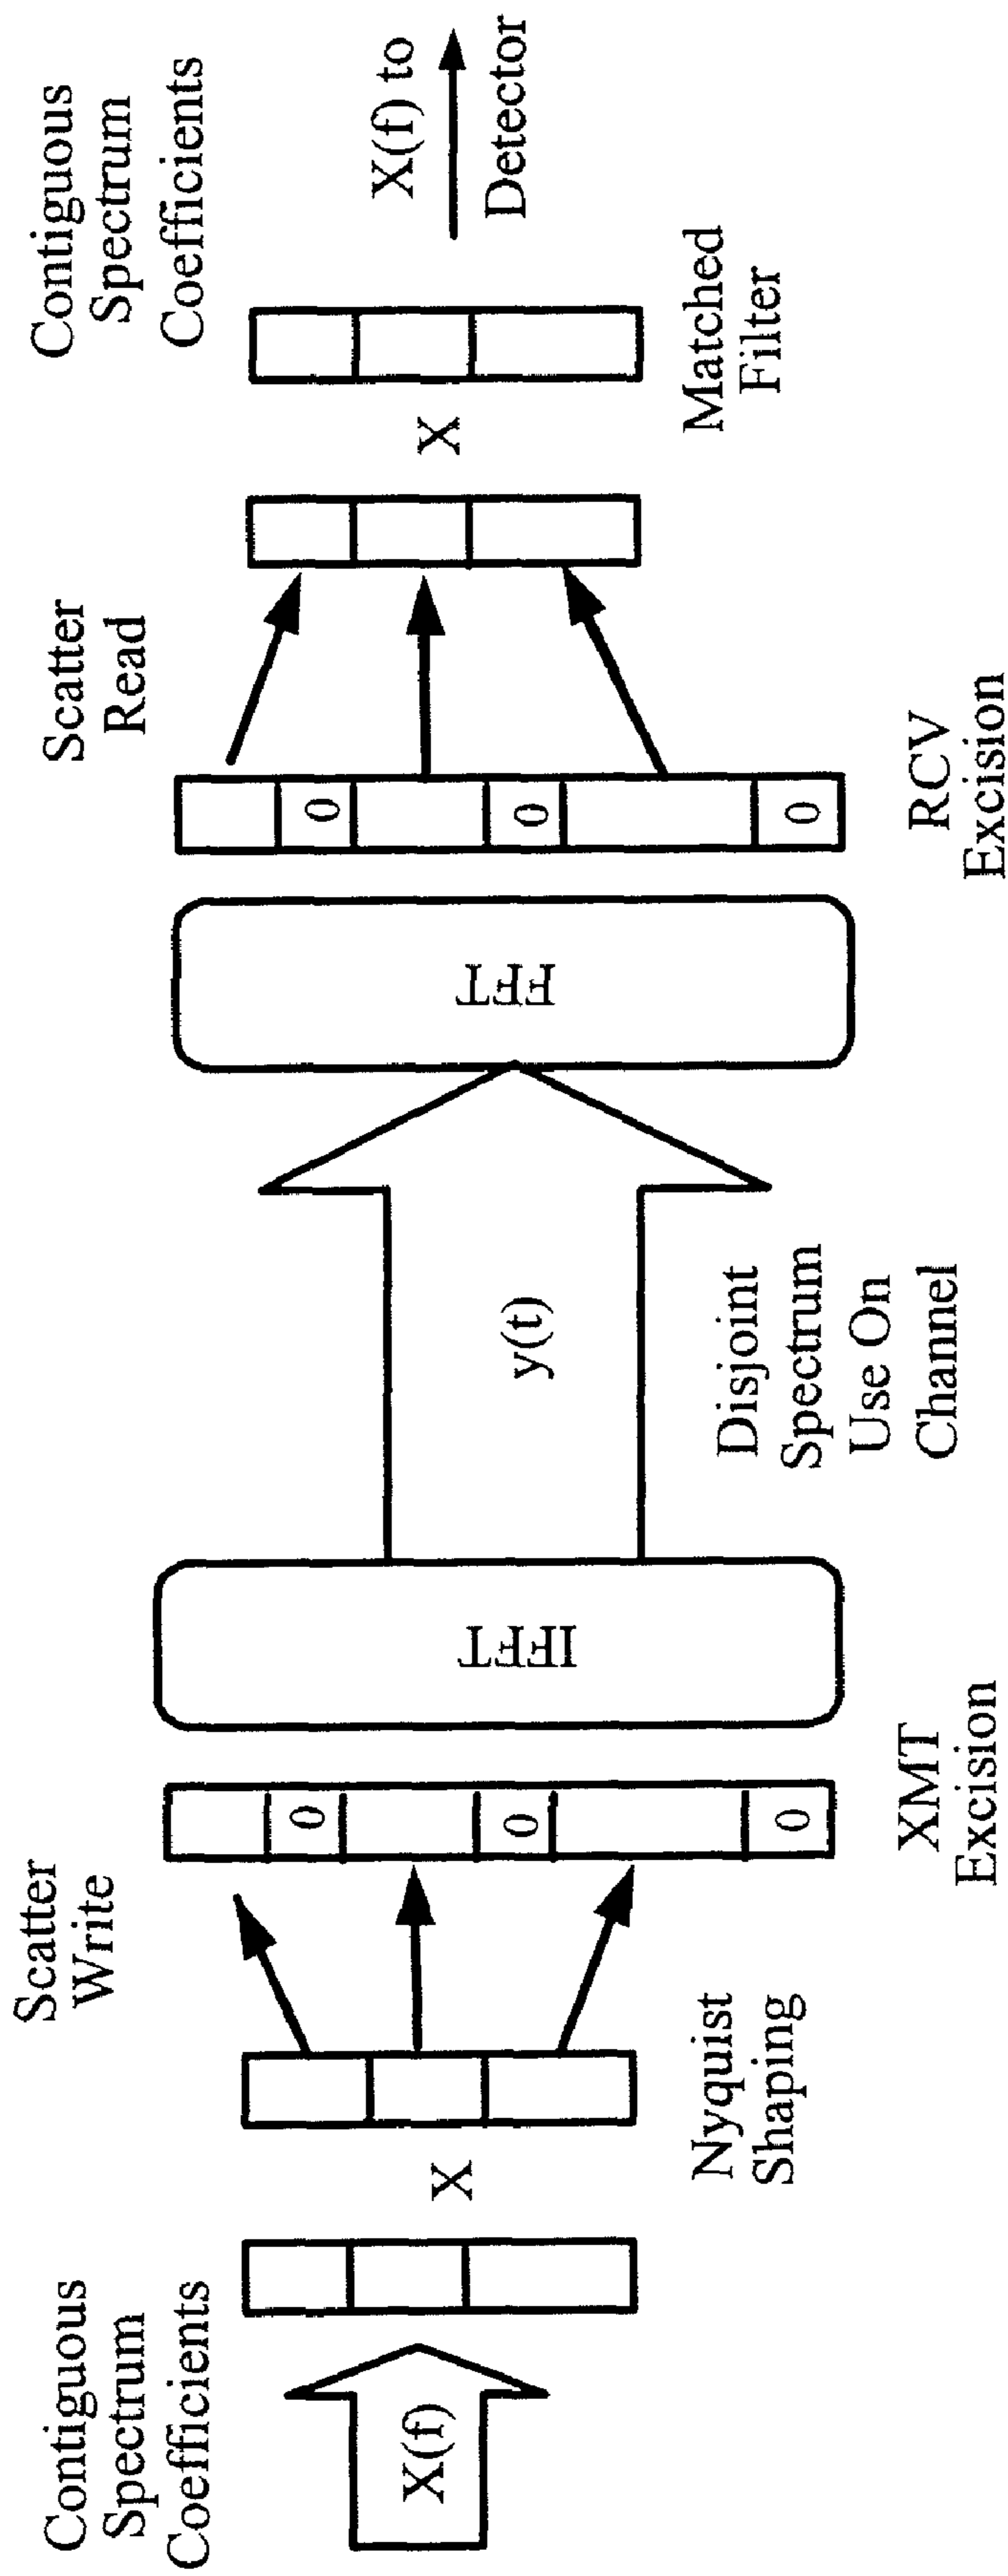 Contiguous
Spectrum
Coefficients
X(f)
X
Nyquist
Shaping
Scatter
Write
0
0
0
XMT
Excision
IFFT
y(t)
Disjoint
Spectrum
Use On
Channel
FFT
0
0
0
RCV
Excision
Scatter
Read
X
Matched
Filter
Contiguous
Spectrum
Coefficients
X(f) to
Detector